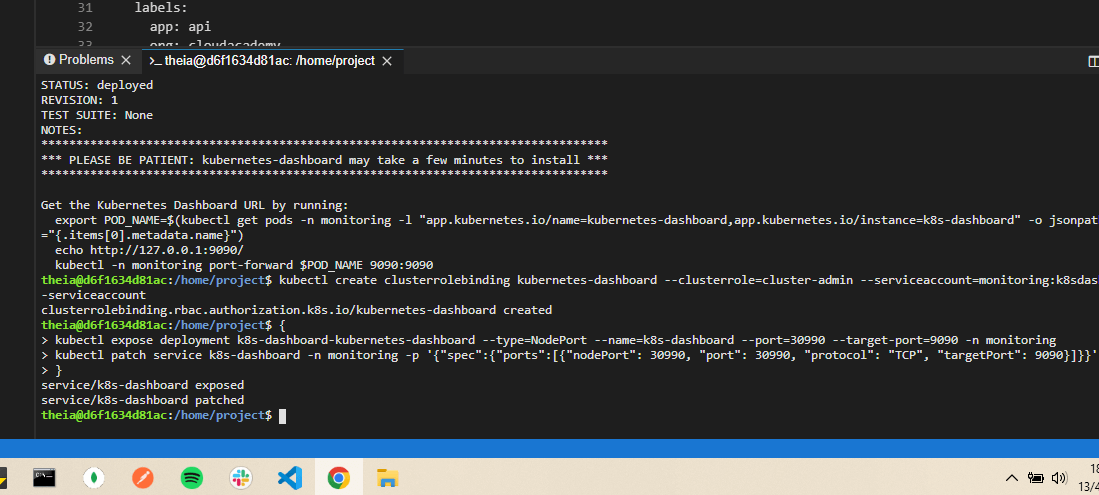 31 labels:
32 app: api
33 org: cloudacademy
Problems
>_ theia@d6f1634d81ac: /home/project
STATUS: deployed
REVISION: 1
TEST SUITE: None
NOTES:
*********************************************************************************
*** PLEASE BE PATIENT: kubernetes-dashboard may take a few minutes to install ***
*********************************************************************************
Get the Kubernetes Dashboard URL by running:
export POD_NAME=$(kubectl get pods -n monitoring -l "app.kubernetes.io/name=kubernetes-dashboard,app.kubernetes.io/instance=k8s-dashboard" -o jsonpat
="{.items[0].metadata.name}")
echo http://127.0.0.1:9090/
kubectl -n monitoring port-forward $POD_NAME 9090:9090
theia@d6f1634d81ac:/home/project$ kubectl create clusterrolebinding kubernetes-dashboard --clusterrole=cluster-admin --serviceaccount=monitoring:k8sdas
-serviceaccount
clusterrolebinding.rbac.authorization.k8s.io/kubernetes-dashboard created
theia@d6f1634d81ac:/home/project$ {
> kubectl expose deployment k8s-dashboard-kubernetes-dashboard --type=NodePort --name=k8s-dashboard --port=30990 --target-port=9090 -n monitoring
> kubectl patch service k8s-dashboard -n monitoring -p '{"spec":{"ports":[{"nodePort": 30990, "port": 30990, "protocol": "TCP", "targetPort": 9090}]}}'
> }
service/k8s-dashboard exposed
service/k8s-dashboard patched
theia@d6f1634d81ac:/home/project$
18
13/4